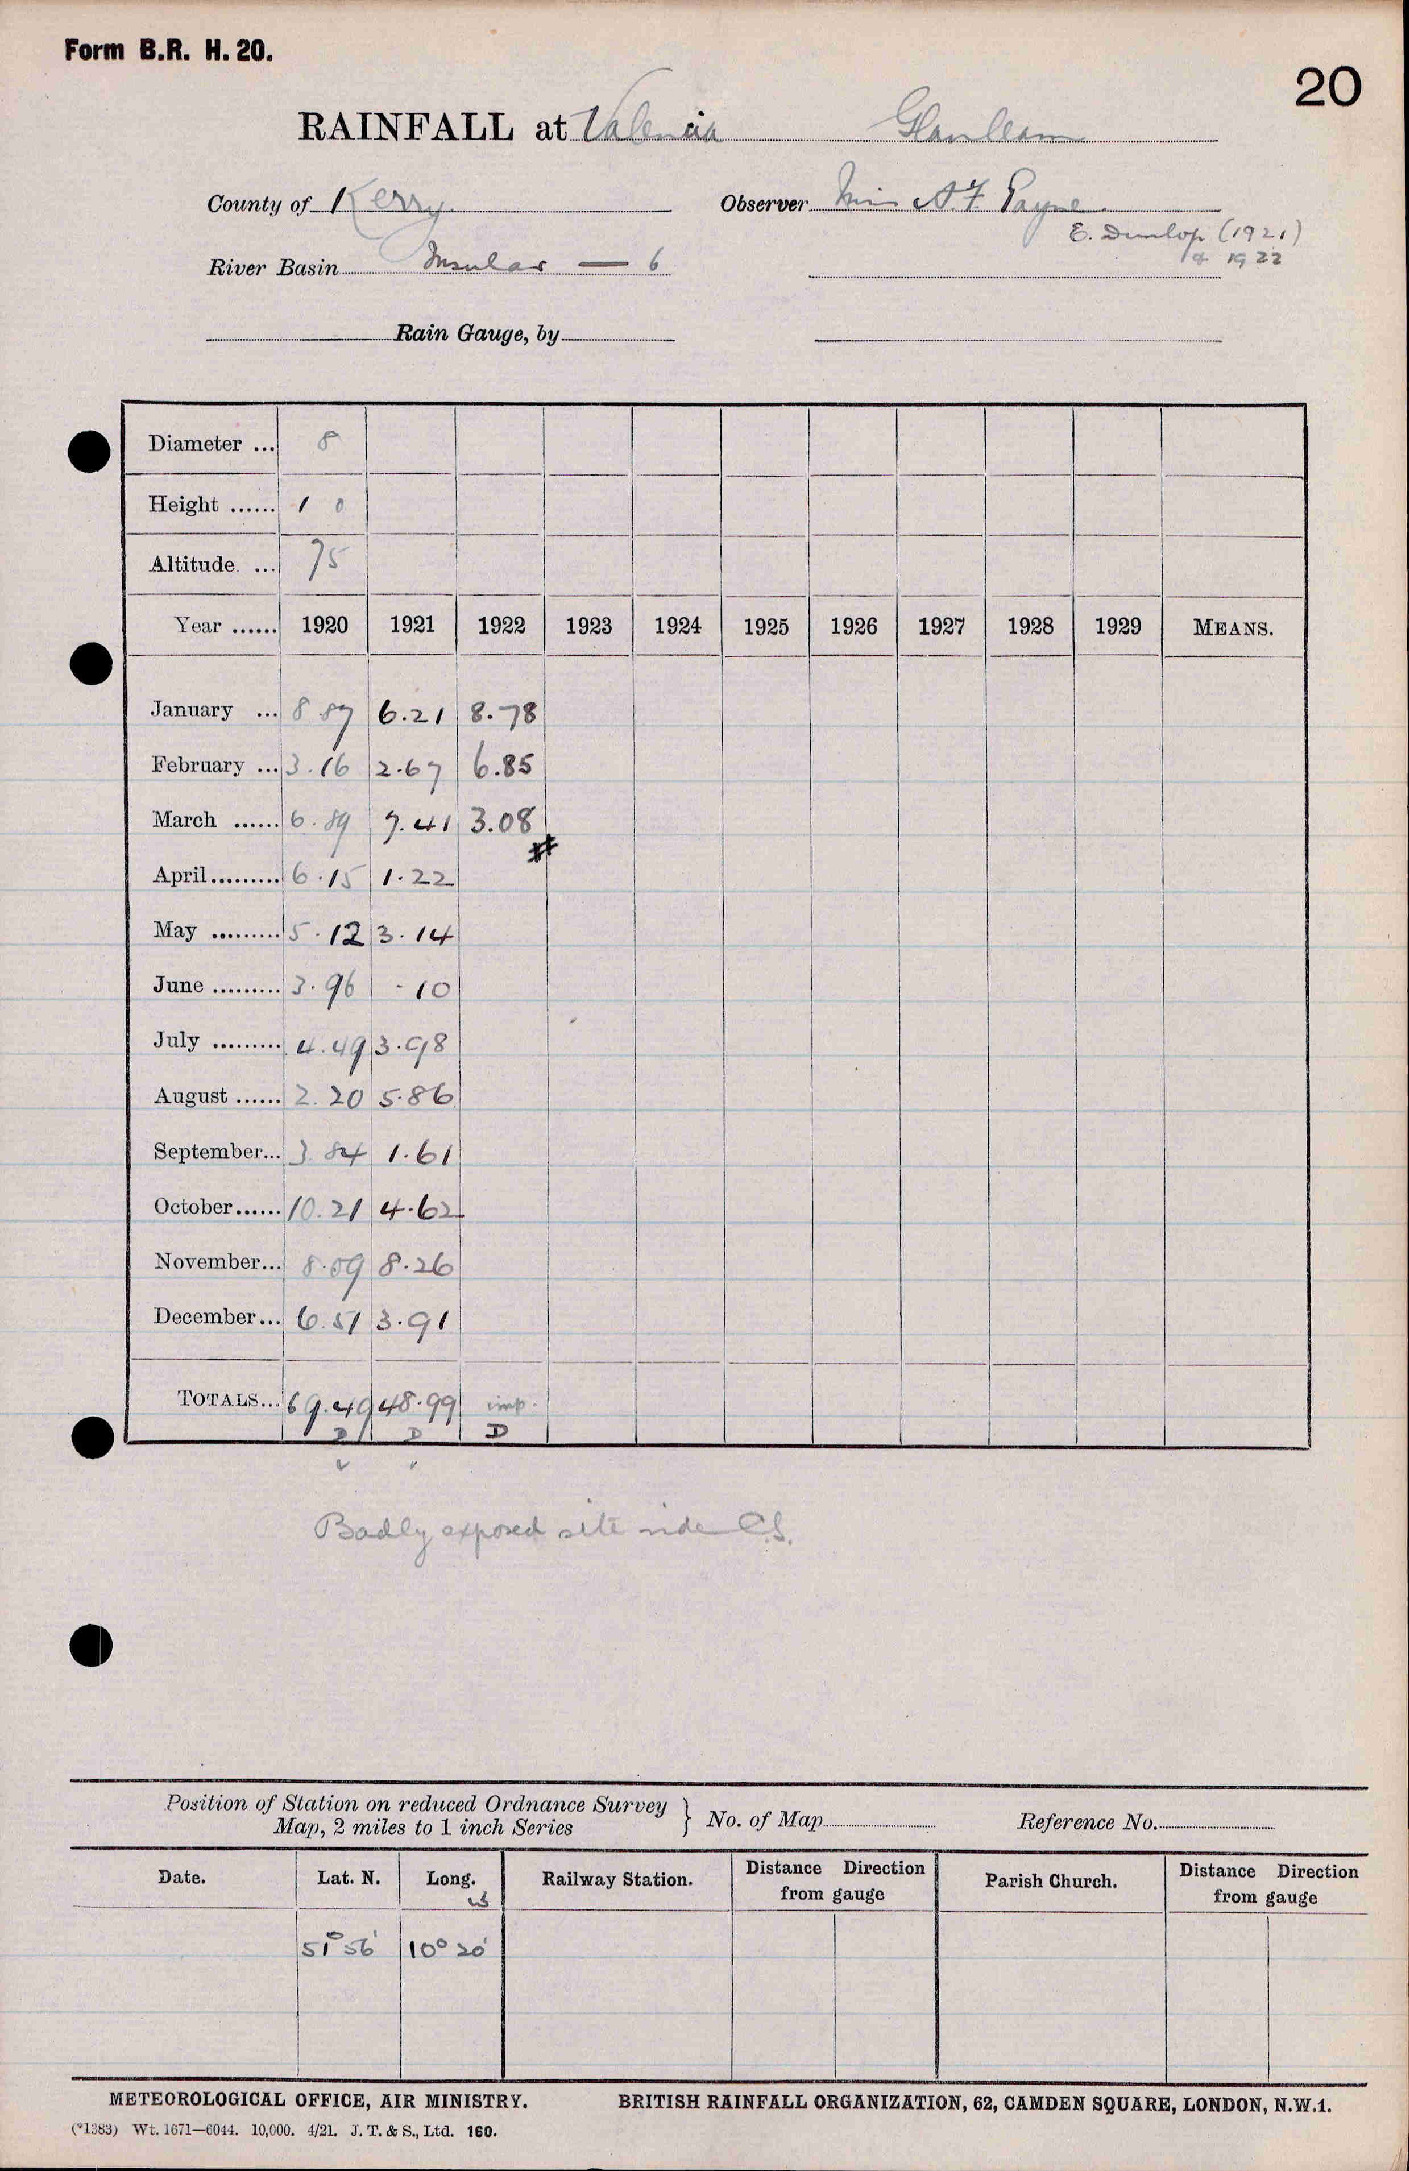 Form B.R. H. 20.
20
RAINFALL at Valencia Glanleam
County of Kerry Observer Miss A. F. Payne
E. Dunlop (1921)
& 1922
River Basin Insular — 6
Rain Gauge, by
Diameter ... 8
Height ...... 1 0
Altitude. ... 75
Year ...... 1920 1921 1922 1923 1924 1925 1926 1927 1928 1929 MEANS.
January ... 8.87 6.21 8.78
February ... 3.16 2.67 6.85
March ...... 6.89 7.41 3.08
#
April......... 6.15 1.22
May ......... 5.12 3.14
June ......... 3.96 .10
July ......... 4.49 3.98
August ...... 2.20 5.86
September... 3.84 1.61
October...... 10.21 4.62
November... 8.09 8.26
December... 6.51 3.91
TOTALS... 69.49 48.99 imp.
D D D
Badly exposed site vide C.S.
Position of Station on reduced Ordnance Survey
Map, 2 miles to 1 inch Series } No. of Map Reference No.
Date. Lat. N. Long. W Railway Station. Distance Direction from gauge Parish Church. Distance Direction from gauge
51° 56' 10° 20'
METEOROLOGICAL OFFICE, AIR MINISTRY. BRITISH RAINFALL ORGANIZATION, 62, CAMDEN SQUARE, LONDON, N.W.1.
(*1383) Wt. 1671—6044. 10,000. 4/21. J. T. & S., Ltd. 160.